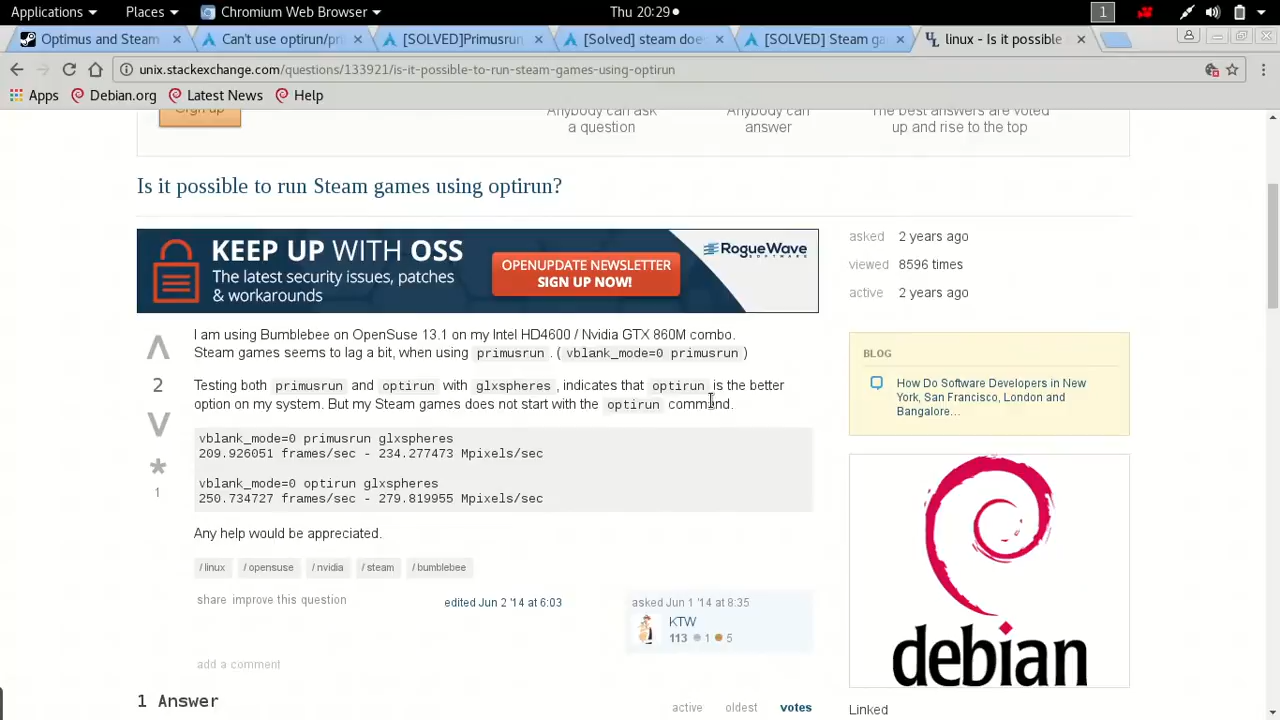 Applications Places Chromium Web Browser Thu 20:29 1
Optimus and Steam Can't use optirun/pri [SOLVED]Primusrun [Solved] steam doe [SOLVED] Steam ga linux - Is it possible
unix.stackexchange.com/questions/133921/is-it-possible-to-run-steam-games-using-optirun
Apps Debian.org Latest News Help
Sign up
Anybody can ask
a question
Anybody can
answer
The best answers are voted
up and rise to the top
Is it possible to run Steam games using optirun?
KEEP UP WITH OSS
The latest security issues, patches
& workarounds
OPENUPDATE NEWSLETTER
SIGN UP NOW!
RogueWave
SOFTWARE
asked 2 years ago
viewed 8596 times
active 2 years ago
I am using Bumblebee on OpenSuse 13.1 on my Intel HD4600 / Nvidia GTX 860M combo.
Steam games seems to lag a bit, when using primusrun . ( vblank_mode=0 primusrun )
2
Testing both primusrun and optirun with glxspheres , indicates that optirun is the better
option on my system. But my Steam games does not start with the optirun command.
vblank_mode=0 primusrun glxspheres
209.926051 frames/sec - 234.277473 Mpixels/sec
vblank_mode=0 optirun glxspheres
250.734727 frames/sec - 279.819955 Mpixels/sec
1
Any help would be appreciated.
/ linux / opensuse / nvidia / steam / bumblebee
share improve this question
edited Jun 2 '14 at 6:03
asked Jun 1 '14 at 8:35
KTW
113 1 5
add a comment
BLOG
How Do Software Developers in New
York, San Francisco, London and
Bangalore...
debian
Linked
1 Answer
active oldest votes